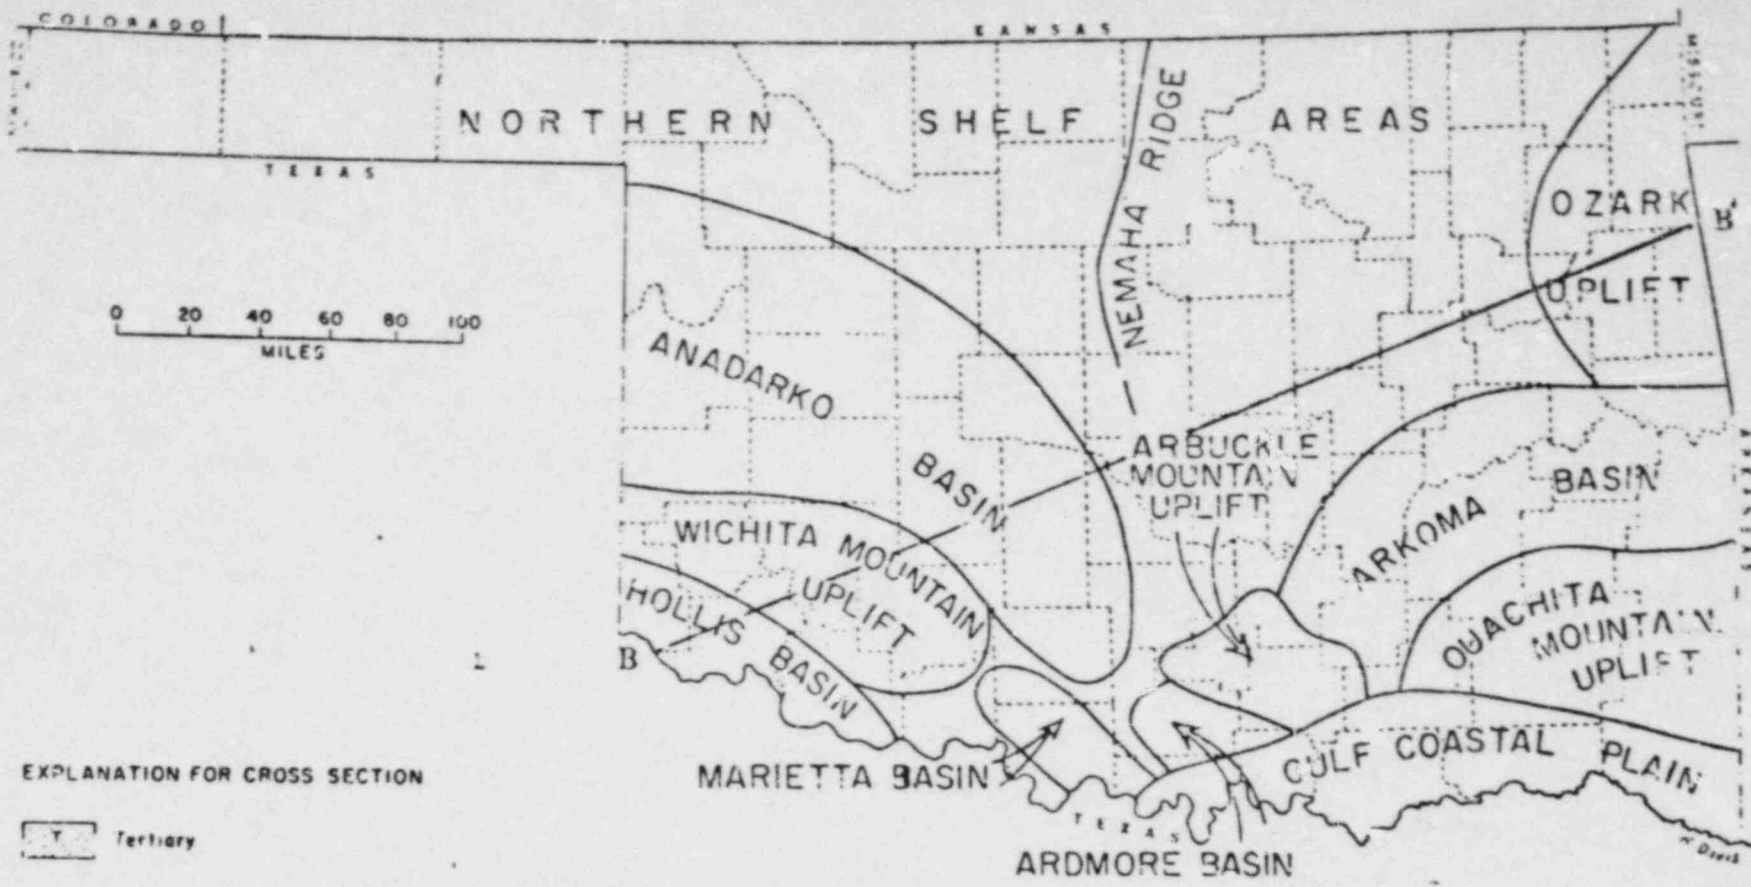 COLORADO
KANSAS
NORTHERN SHELF AREAS
NEMAHA RIDGE
TEXAS
OZARK
UPLIFT
B'
0 20 40 60 80 100
MILES
ANADARKO
BASIN
ARBUCKLE
MOUNTAIN
UPLIFT
ARKOMA
BASIN
WICHITA MOUNTAIN
UPLIFT
HOLLIS BASIN
B
OUACHITA
MOUNTAIN
UPLIFT
GULF COASTAL PLAIN
MARIETTA BASIN
TEXAS
ARDMORE BASIN
EXPLANATION FOR CROSS SECTION
T Tertiary